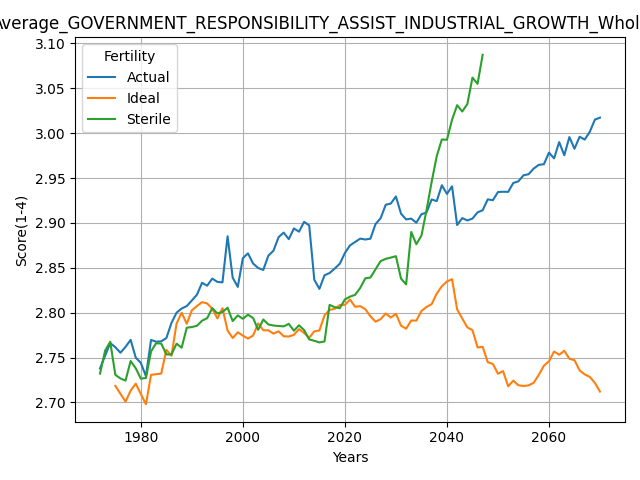 Average_GOVERNMENT_RESPONSIBILITY_ASSIST_INDUSTRIAL_GROWTH_Whol
3.10
3.05
3.00
2.95
2.90
2.85
2.80
2.75
2.70
Score(1-4)
Fertility
Actual
Ideal
Sterile
1980 2000 2020 2040 2060
Years